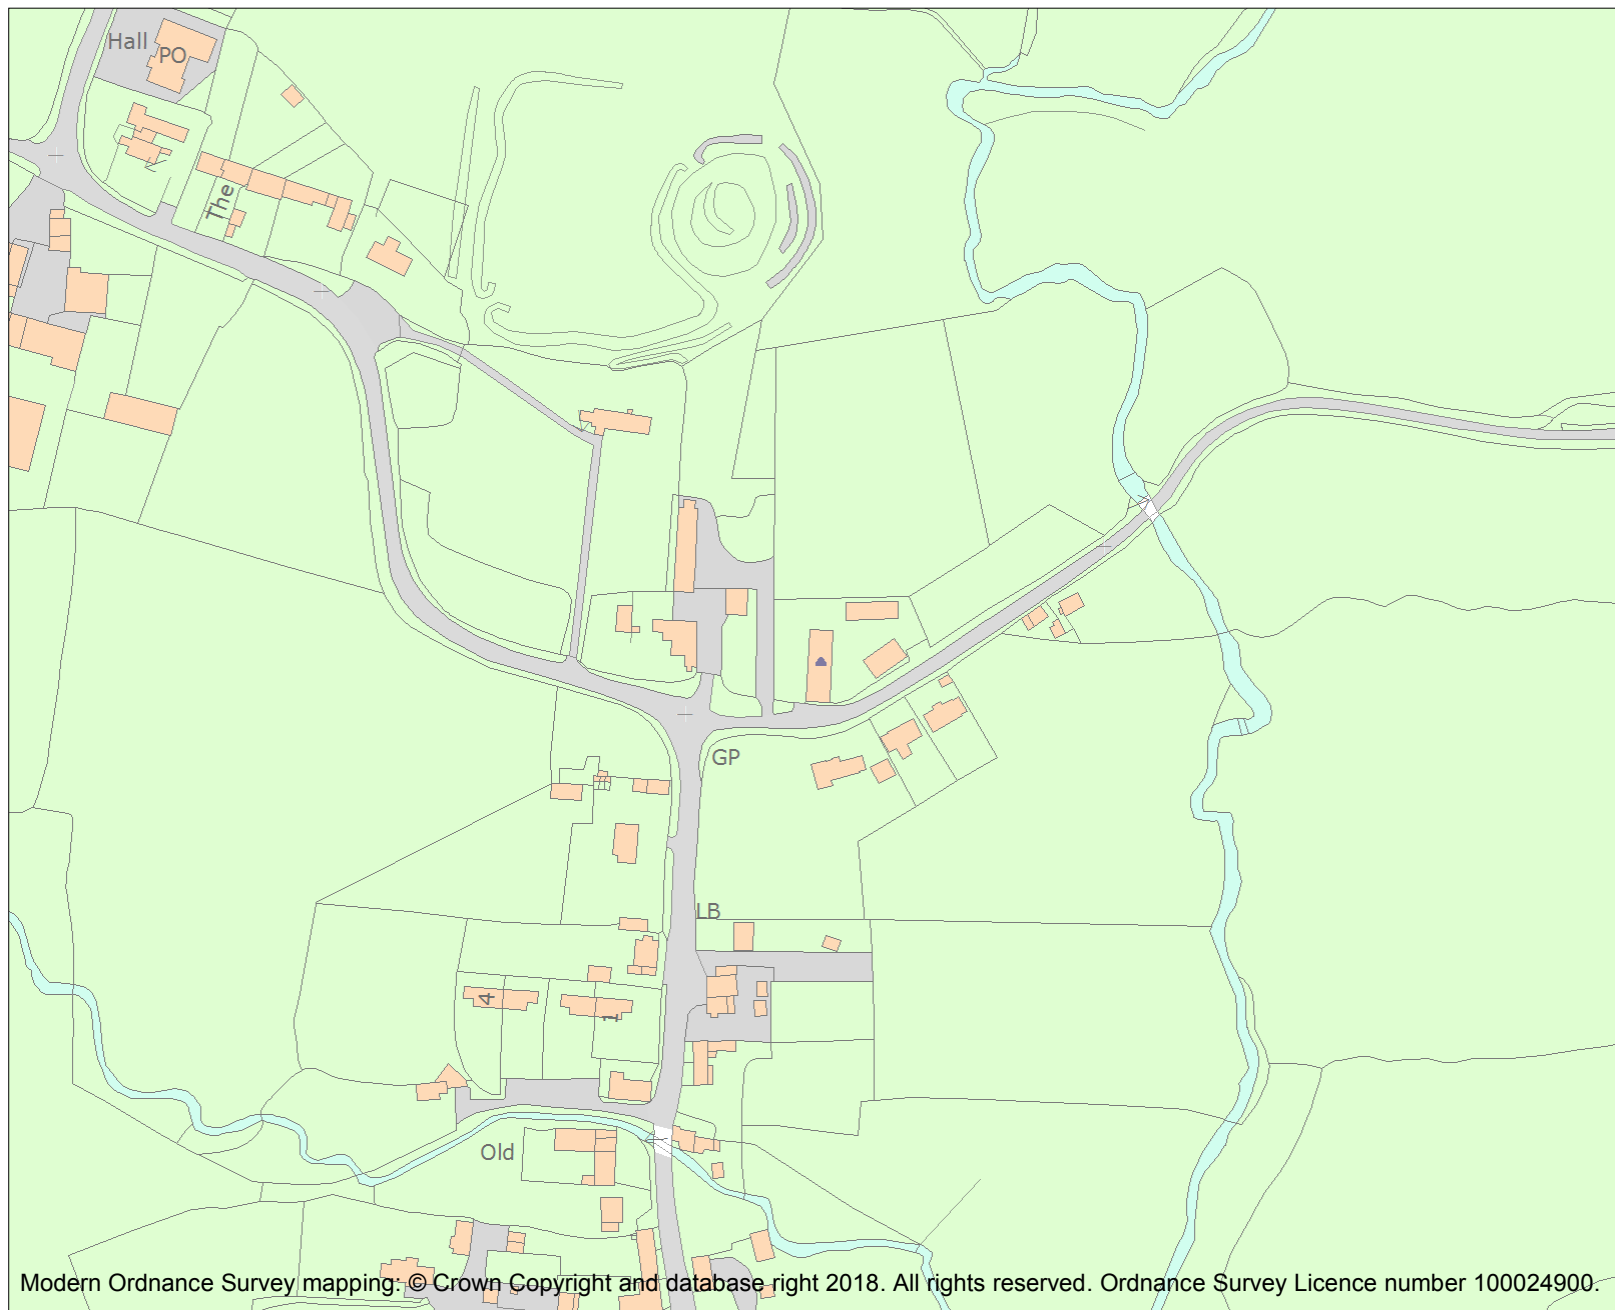 Hall
PO
The
GP
LB
4
1
Old
Modern Ordnance Survey mapping: © Crown Copyright and database right 2018. All rights reserved. Ordnance Survey Licence number 100024900.